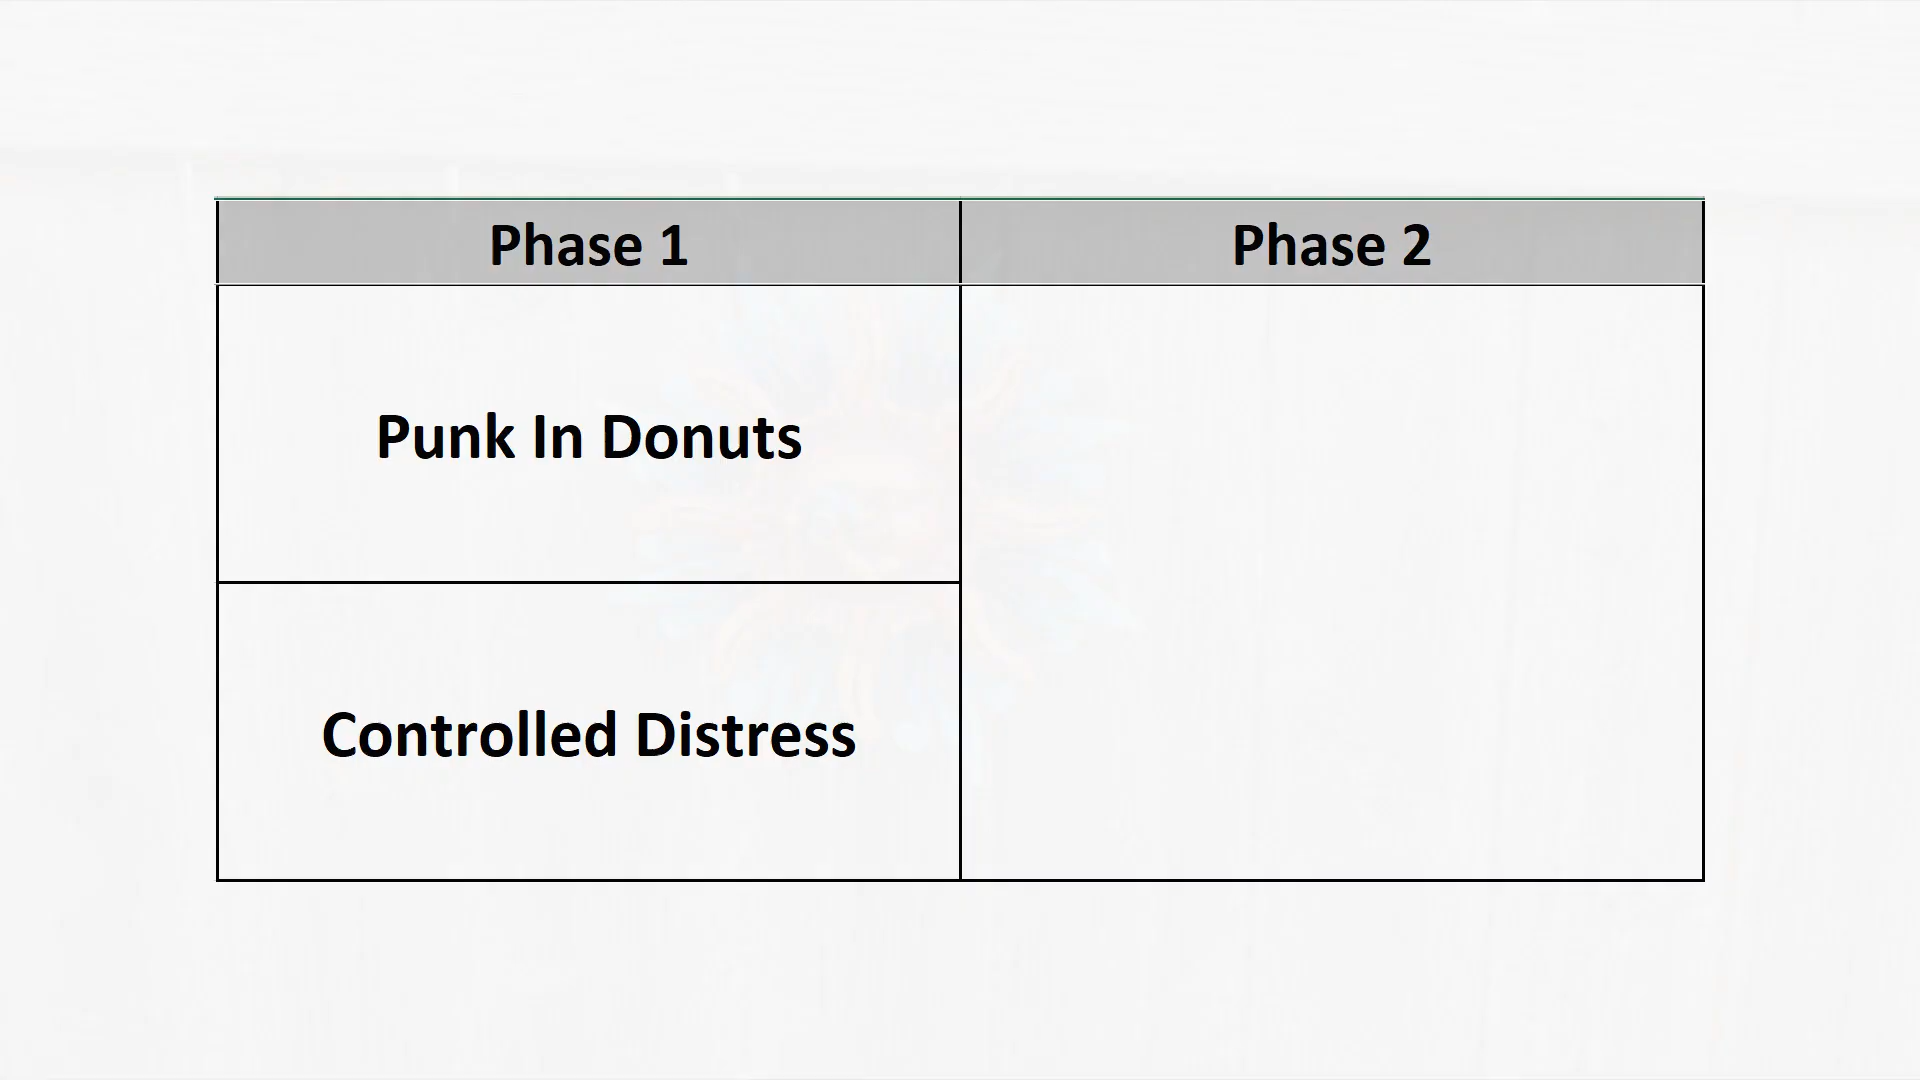 Phase 1
Phase 2
Punk In Donuts
Controlled Distress